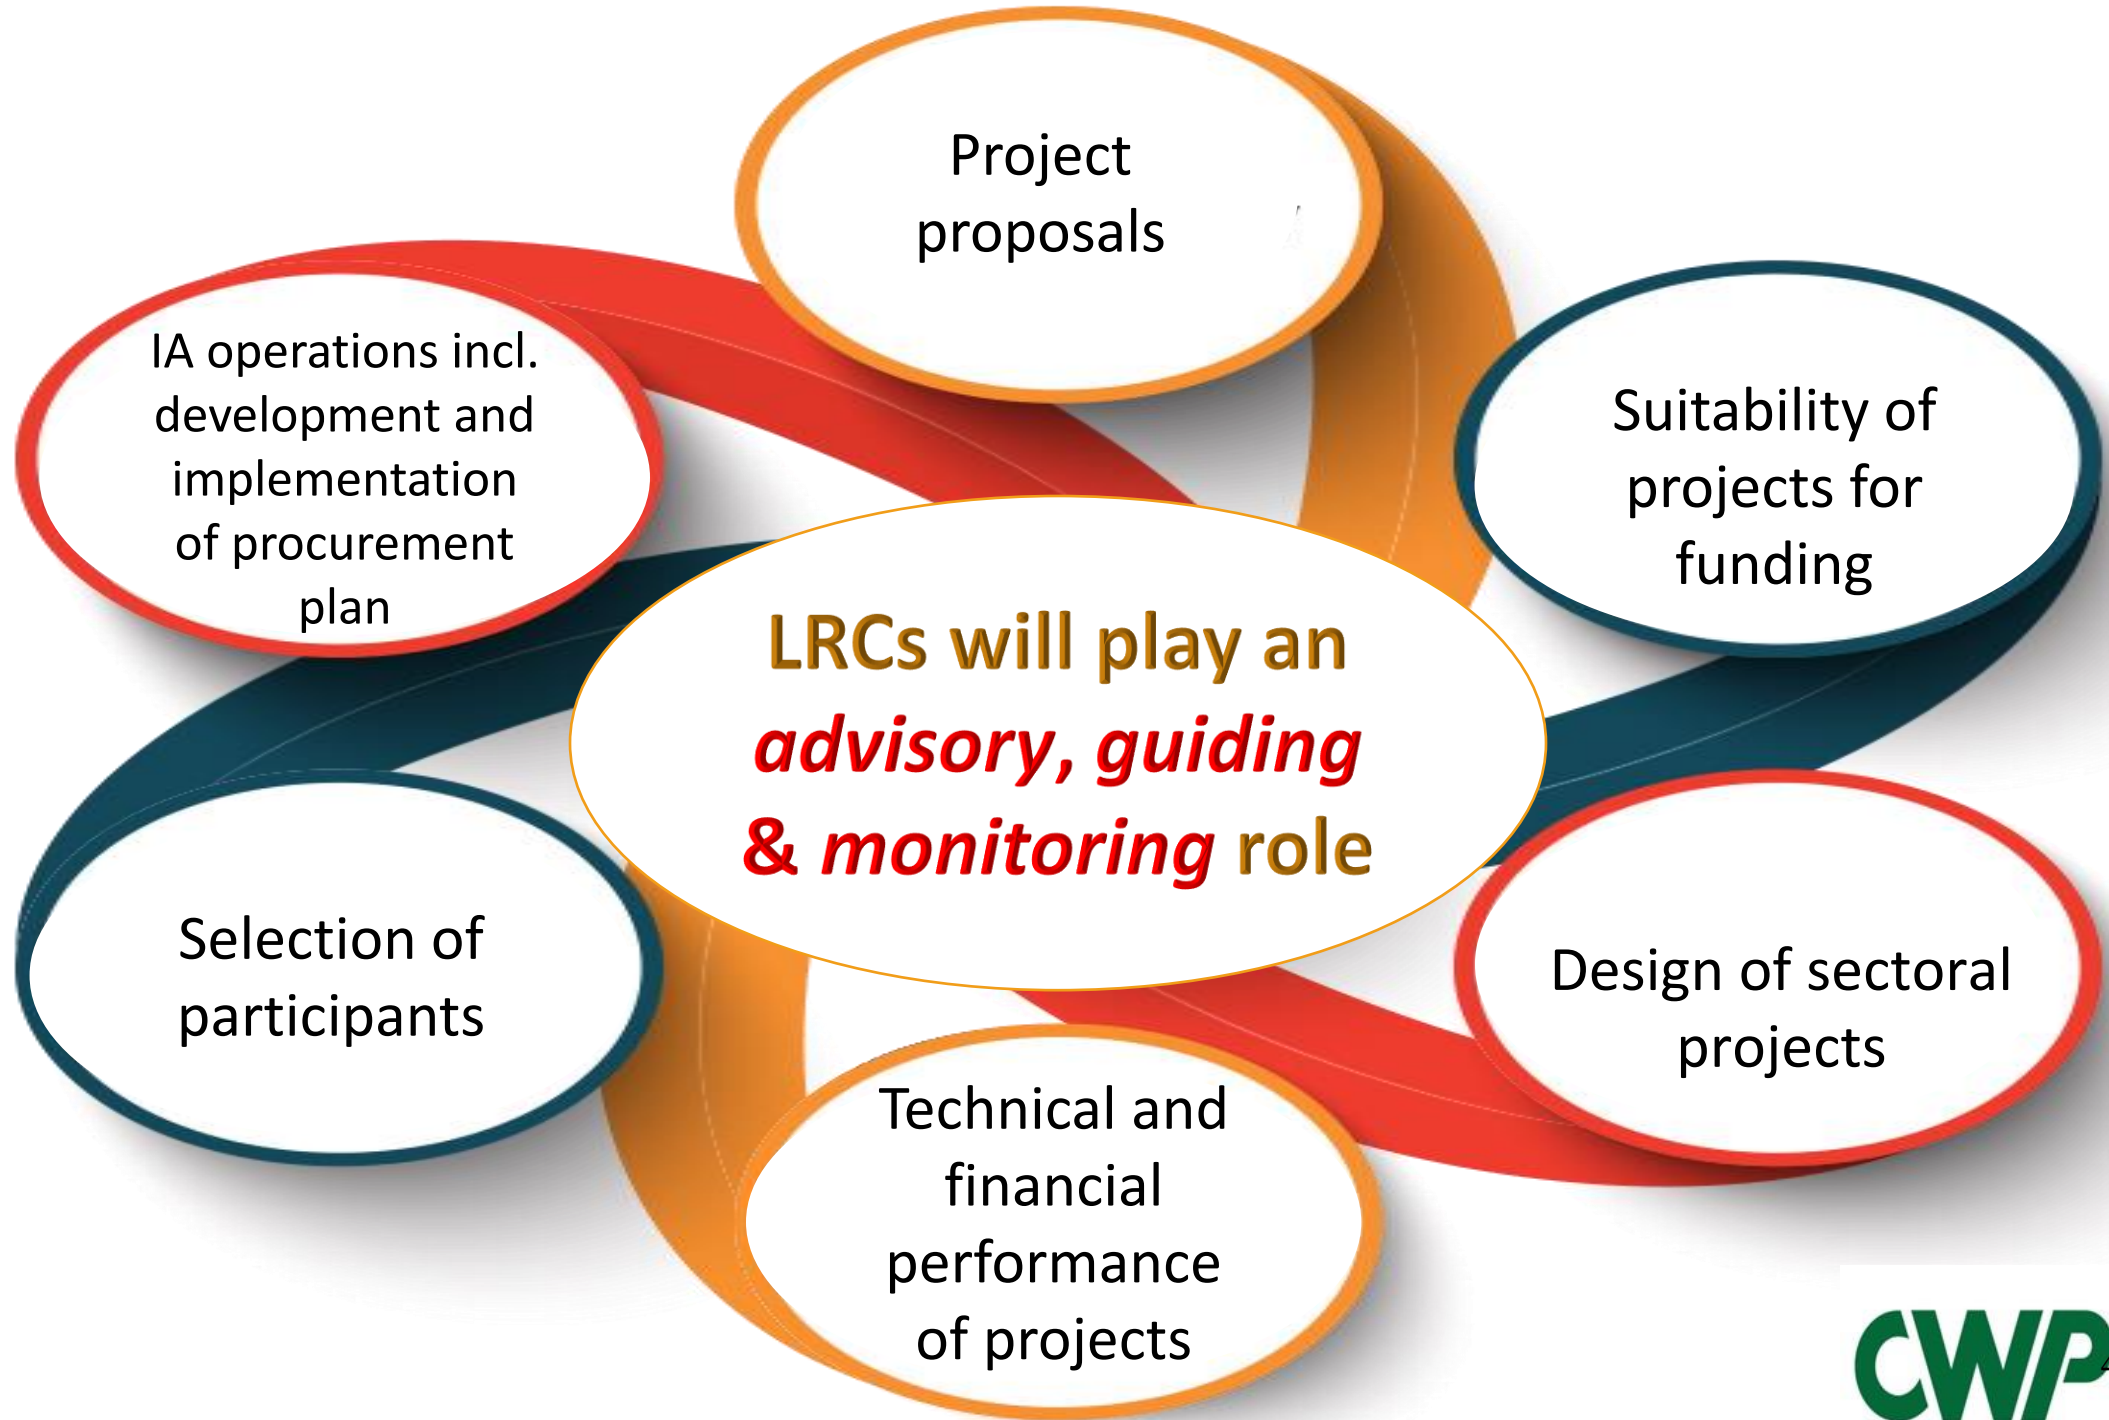 Project
proposals
IA operations incl.
development and
implementation
of procurement
plan
Suitability of
projects for
funding
LRCs will play an
advisory, guiding
& monitoring role
Selection of
participants
Design of sectoral
projects
Technical and
financial
performance
of projects
CWP
4